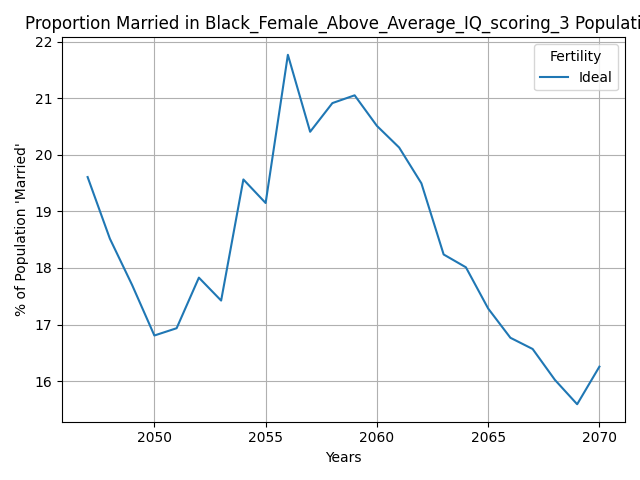 Proportion Married in Black_Female_Above_Average_IQ_scoring_3 Populati
22
21
20
19
18
17
16
% of Population 'Married'
Fertility
Ideal
2050 2055 2060 2065 2070
Years